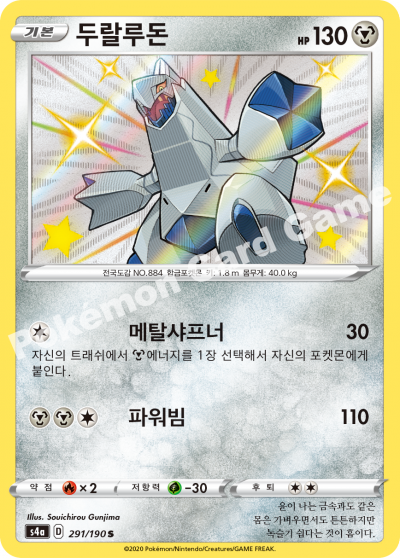 기본 두랄루돈 HP 130
전국도감 NO.884 합금포켓몬 키: 1.8 m 몸무게: 40.0 kg
메탈샤프너 30
자신의 트래쉬에서 에너지를 1장 선택해서 자신의 포켓몬에게
붙인다.
파워빔 110
약점 ×2 저항력 -30 후퇴
Illus. Souichirou Gunjima
s4a D 291/190 S
윤이 나는 금속과도 같은
몸은 가벼우면서도 튼튼하지만
녹슬기 쉽다는 것이 흠이다.
©2020 Pokémon/Nintendo/Creatures/GAME FREAK.
Pokémon Card Game